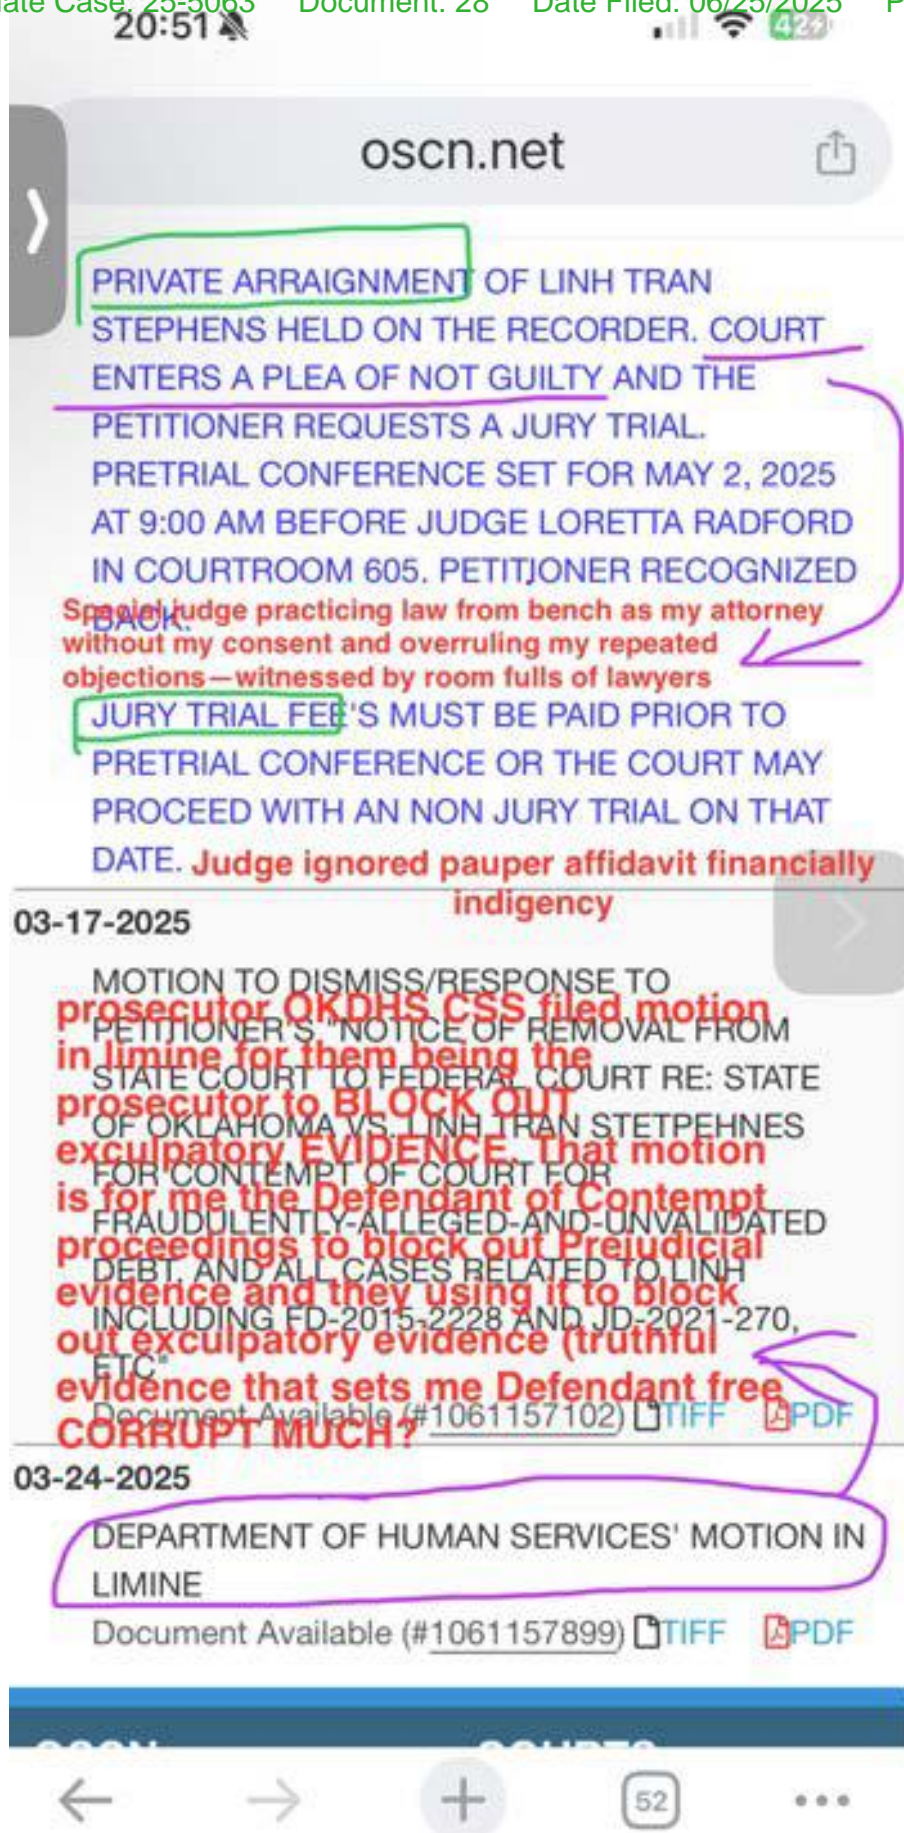 ate Case: 25-5063 Document: 28 Date Filed: 06/25/2025 P
20:51
42
oscn.net
PRIVATE ARRAIGNMENT OF LINH TRAN
STEPHENS HELD ON THE RECORDER. COURT
ENTERS A PLEA OF NOT GUILTY AND THE
PETITIONER REQUESTS A JURY TRIAL.
PRETRIAL CONFERENCE SET FOR MAY 2, 2025
AT 9:00 AM BEFORE JUDGE LORETTA RADFORD
IN COURTROOM 605. PETITIONER RECOGNIZED
BACK.
Special judge practicing law from bench as my attorney
without my consent and overruling my repeated
objections—witnessed by room fulls of lawyers
JURY TRIAL FEE'S MUST BE PAID PRIOR TO
PRETRIAL CONFERENCE OR THE COURT MAY
PROCEED WITH AN NON JURY TRIAL ON THAT
DATE. Judge ignored pauper affidavit financially
indigency
03-17-2025
MOTION TO DISMISS/RESPONSE TO
prosecutor OKDHS CSS filed motion
PETITIONER'S "NOTICE OF REMOVAL FROM
in limine for them being the
STATE COURT TO FEDERAL COURT RE: STATE
prosecutor to BLOCK OUT
OF OKLAHOMA VS. LINH TRAN STETPEHNES
exculpatory EVIDENCE. That motion
FOR CONTEMPT OF COURT FOR
is for me the Defendant of Contempt
FRAUDULENTLY-ALLEGED-AND-UNVALIDATED
proceedings to block out Prejudicial
DEBT, AND ALL CASES RELATED TO LINH
evidence and they using it to block
INCLUDING FD-2015-2228 AND JD-2021-270,
out exculpatory evidence (truthful
ETC"
evidence that sets me Defendant free
Document Available (#1061157102) TIFF PDF
CORRUPT MUCH?
03-24-2025
DEPARTMENT OF HUMAN SERVICES' MOTION IN
LIMINE
Document Available (#1061157899) TIFF PDF
OSCN COURTS
52